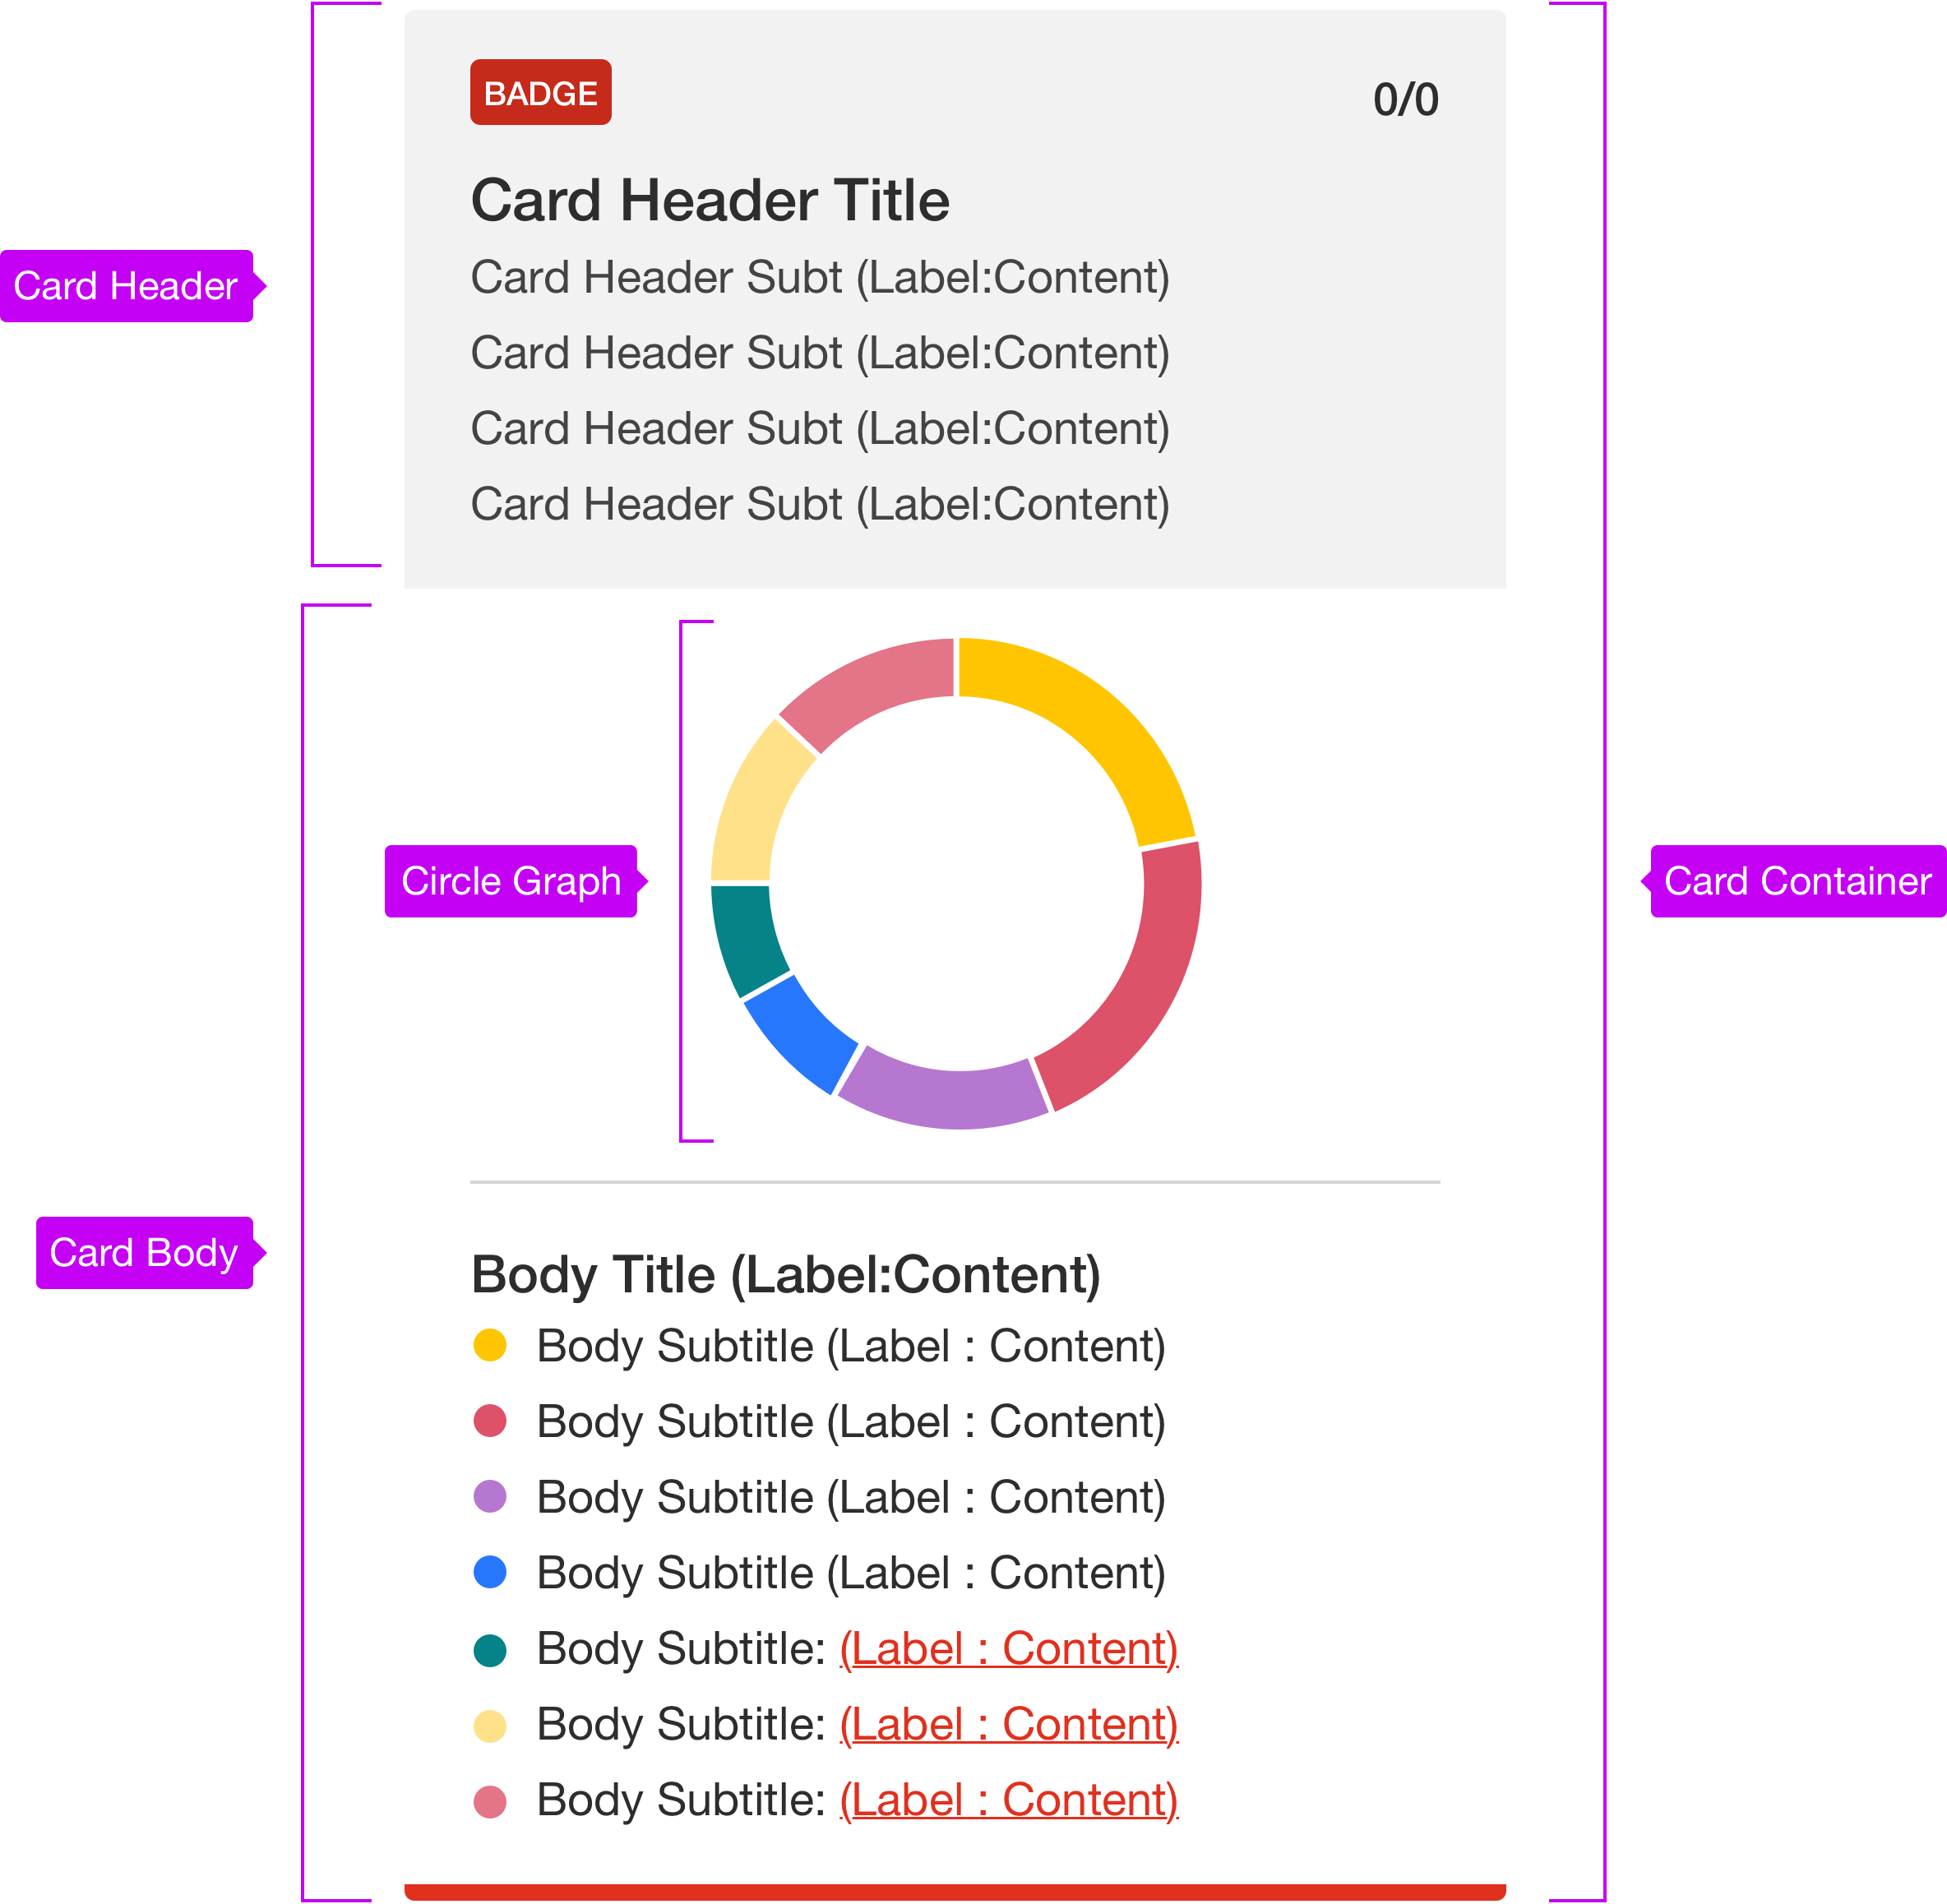 BADGE
0/0
Card Header Title
Card Header Subt (Label:Content)
Card Header Subt (Label:Content)
Card Header Subt (Label:Content)
Card Header Subt (Label:Content)
Card Header
Circle Graph
Card Container
Card Body
Body Title (Label:Content)
Body Subtitle (Label : Content)
Body Subtitle (Label : Content)
Body Subtitle (Label : Content)
Body Subtitle (Label : Content)
Body Subtitle: (Label : Content)
Body Subtitle: (Label : Content)
Body Subtitle: (Label : Content)